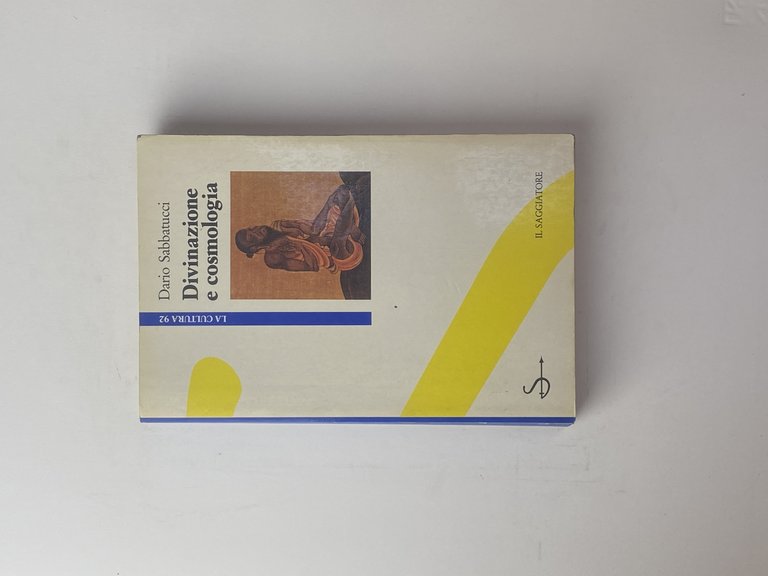 Dario Sabbatucci
Divinazione
e cosmologia
LA CULTURA 92
IL SAGGIATORE